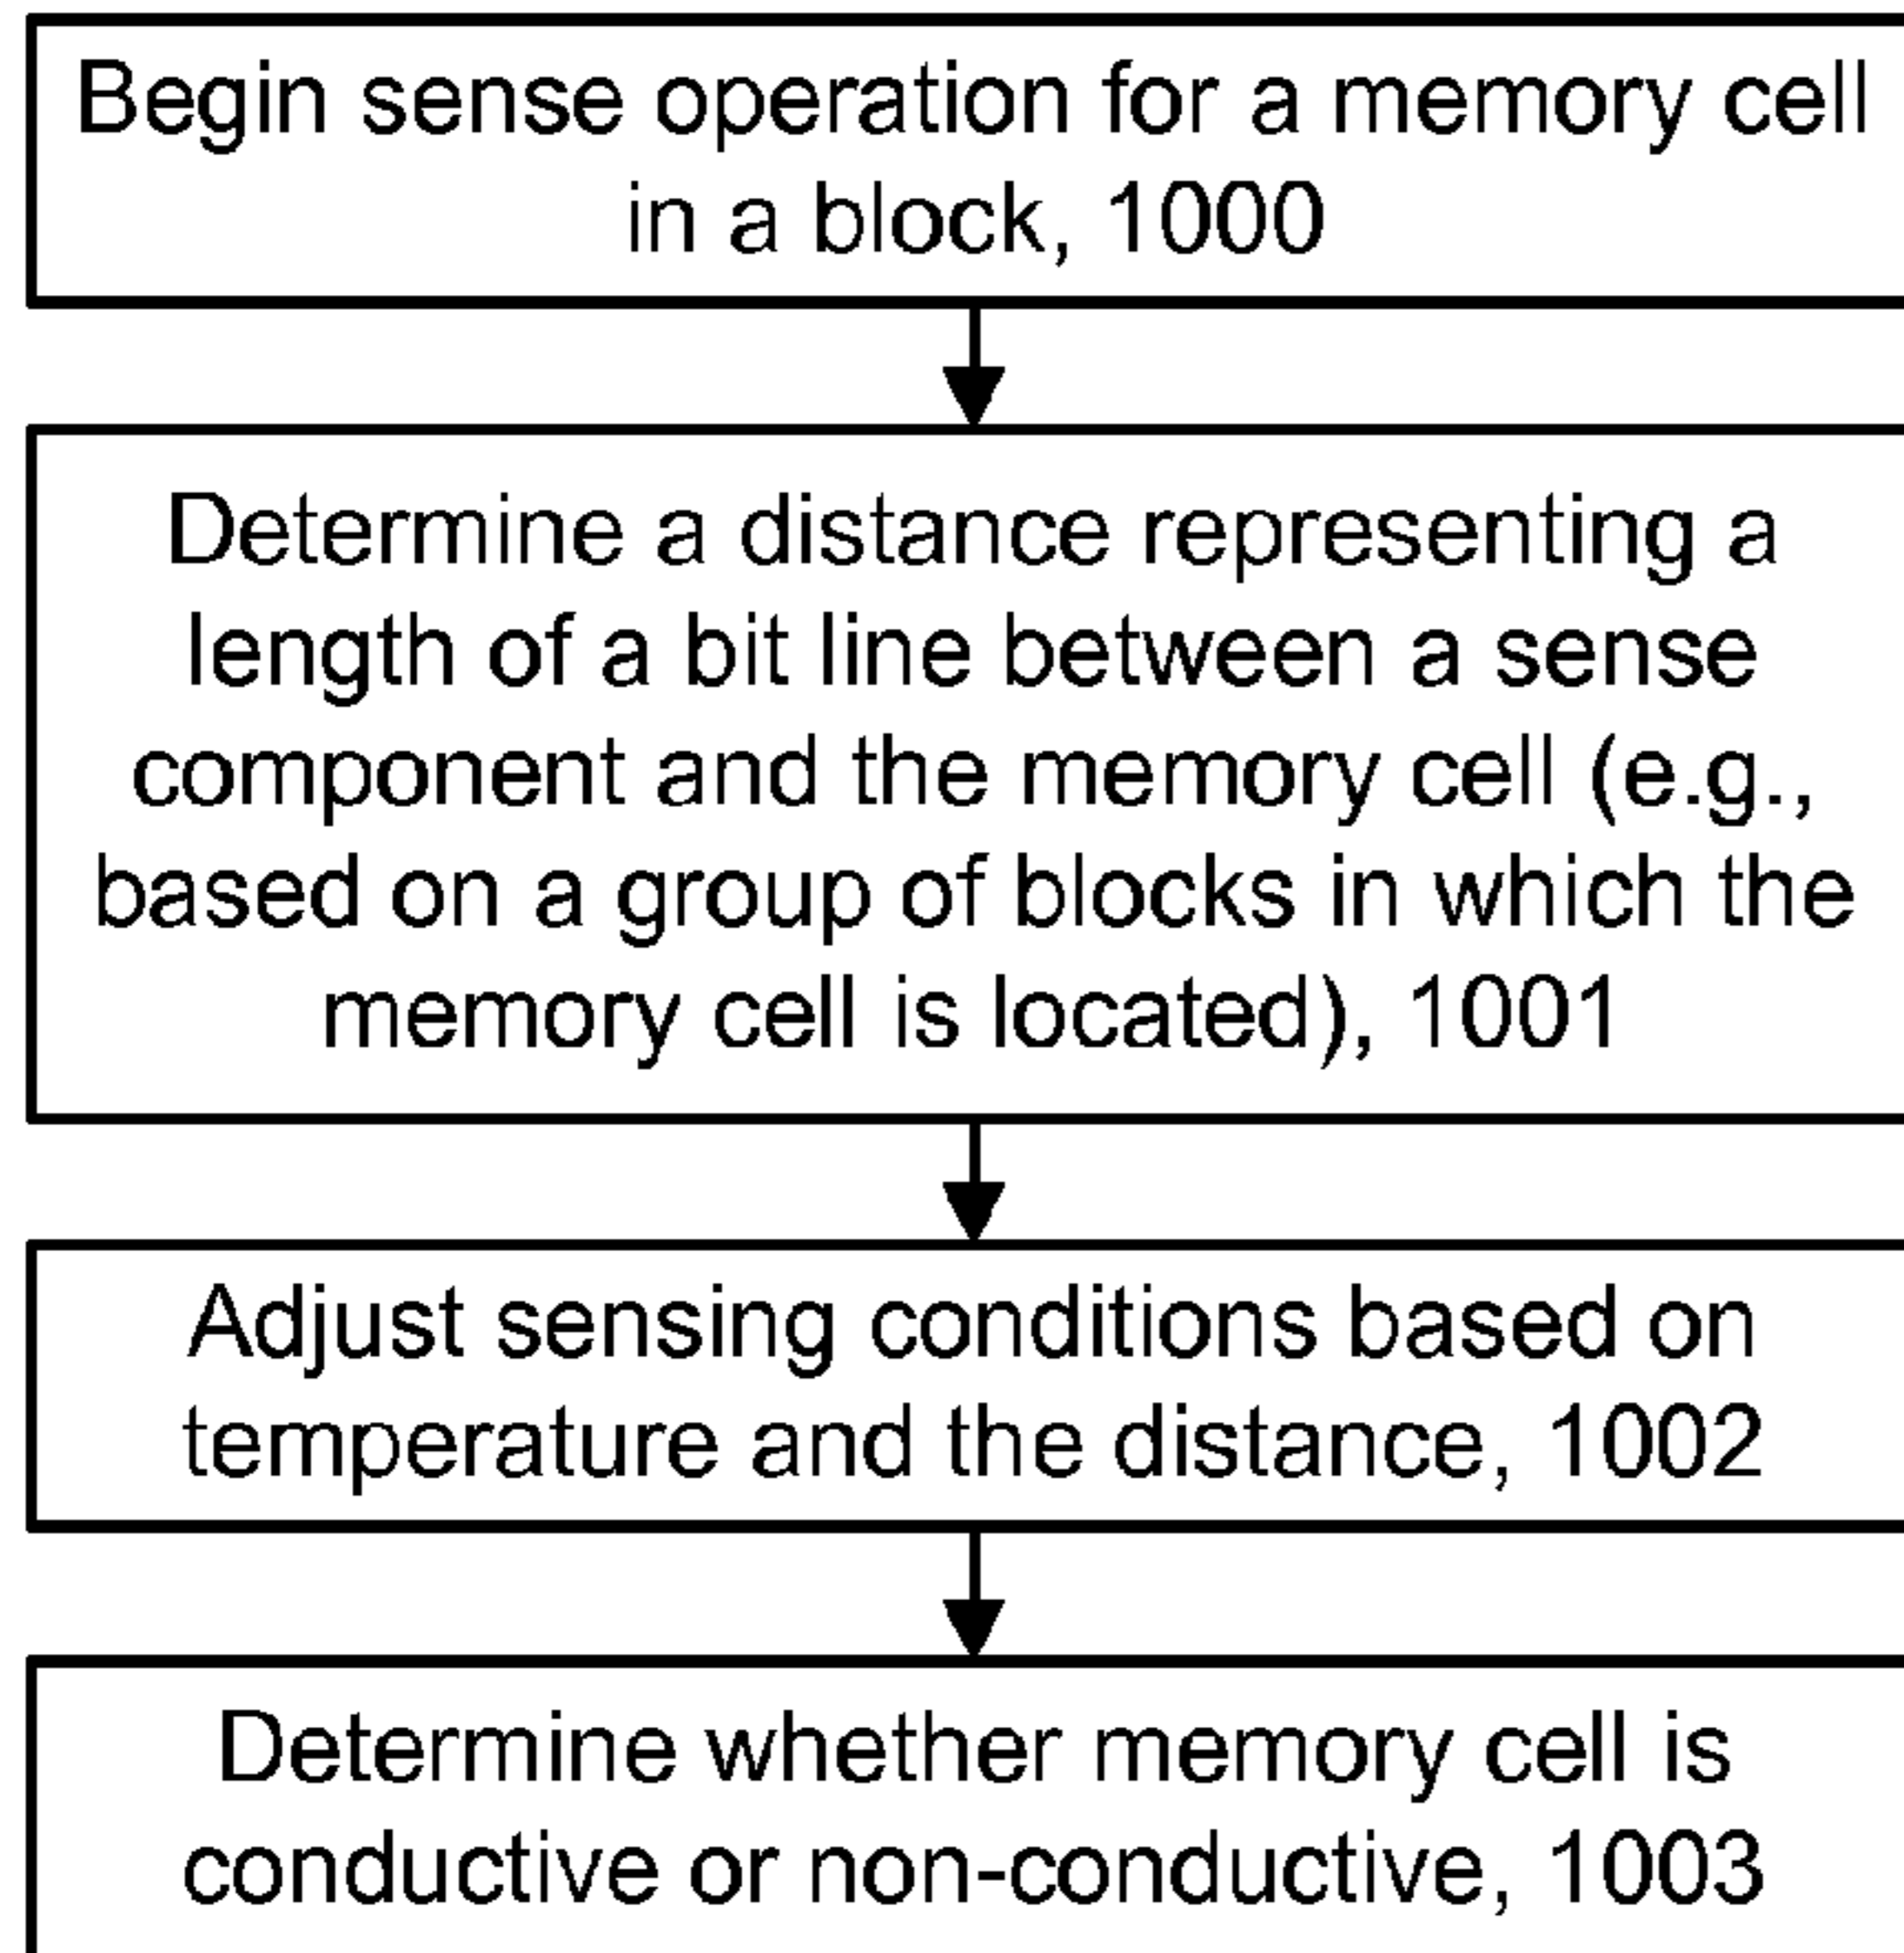 Begin sense operation for a memory cell
in a block, 1000
Determine a distance representing a
length of a bit line between a sense
component and the memory cell (e.g.,
based on a group of blocks in which the
memory cell is located), 1001
Adjust sensing conditions based on
temperature and the distance, 1002
Determine whether memory cell is
conductive or non-conductive, 1003